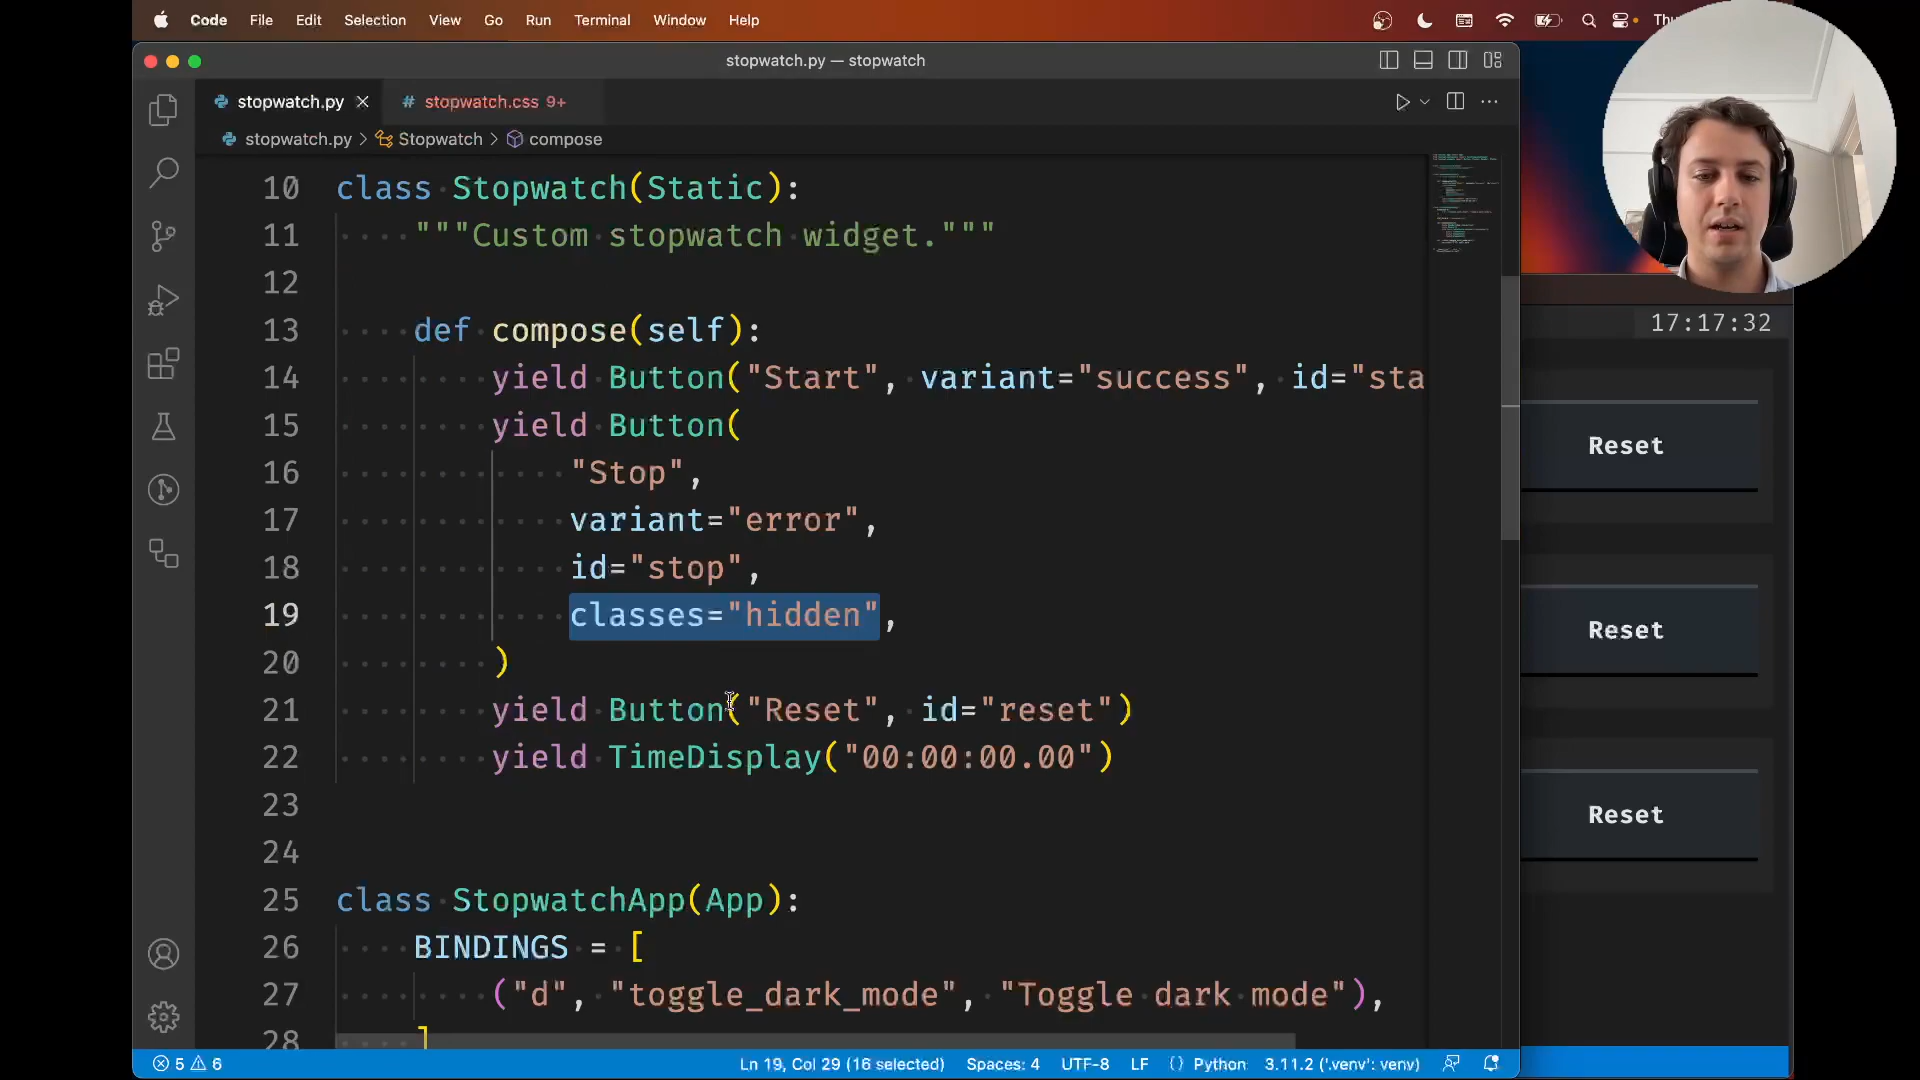 Code File Edit Selection View Go Run Terminal Window Help
stopwatch.py — stopwatch
stopwatch.py
# stopwatch.css 9+
stopwatch.py > Stopwatch > compose
10 class Stopwatch(Static):
11 """Custom stopwatch widget."""
12
13 def compose(self):
14 yield Button("Start", variant="success", id="sta
15 yield Button(
16 "Stop",
17 variant="error",
18 id="stop",
19 classes="hidden",
20 )
21 yield Button("Reset", id="reset")
22 yield TimeDisplay("00:00:00.00")
23
24
25 class StopwatchApp(App):
26 BINDINGS = [
27 ("d", "toggle_dark_mode", "Toggle dark mode"),
28 ]
17:17:32
Reset
Reset
Reset
5 6 Ln 19, Col 29 (16 selected) Spaces: 4 UTF-8 LF Python 3.11.2 ('.venv': venv)